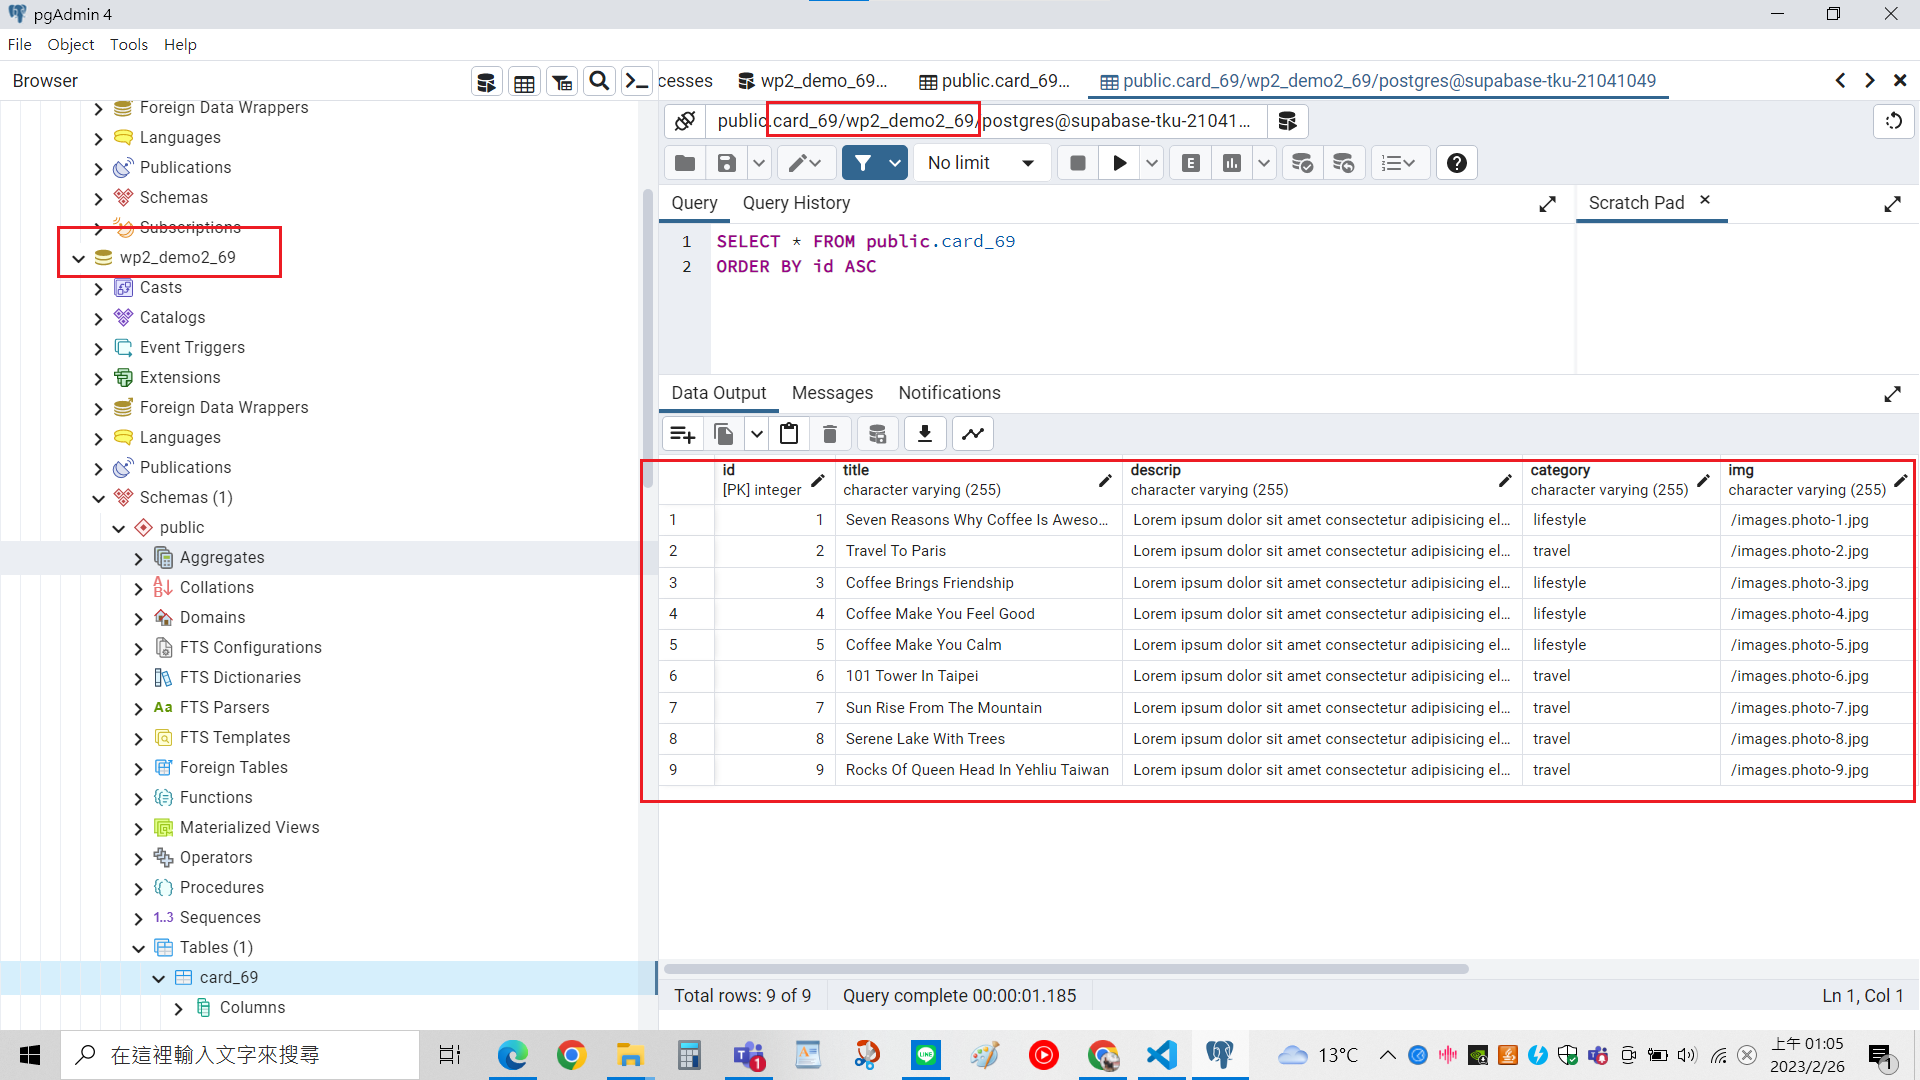 pgAdmin 4
File Object Tools Help
Browser
cesses
wp2_demo_69...
public.card_69...
public.card_69/wp2_demo2_69/postgres@supabase-tku-21041049
public.card_69/wp2_demo2_69/postgres@supabase-tku-21041...
No limit
E
Query Query History
Scratch Pad
1 SELECT * FROM public.card_69
2 ORDER BY id ASC
Foreign Data Wrappers
Languages
Publications
Schemas
Subscriptions
wp2_demo2_69
Casts
Catalogs
Event Triggers
Extensions
Foreign Data Wrappers
Languages
Publications
Schemas (1)
public
Aggregates
Collations
Domains
FTS Configurations
FTS Dictionaries
Aa FTS Parsers
FTS Templates
Foreign Tables
Functions
Materialized Views
Operators
Procedures
1..3 Sequences
Tables (1)
card_69
Columns
Data Output Messages Notifications
id title descrip category img
[PK] integer character varying (255) character varying (255) character varying (255) character varying (255)
1 1 Seven Reasons Why Coffee Is Aweso... Lorem ipsum dolor sit amet consectetur adipisicing el... lifestyle /images.photo-1.jpg
2 2 Travel To Paris Lorem ipsum dolor sit amet consectetur adipisicing el... travel /images.photo-2.jpg
3 3 Coffee Brings Friendship Lorem ipsum dolor sit amet consectetur adipisicing el... lifestyle /images.photo-3.jpg
4 4 Coffee Make You Feel Good Lorem ipsum dolor sit amet consectetur adipisicing el... lifestyle /images.photo-4.jpg
5 5 Coffee Make You Calm Lorem ipsum dolor sit amet consectetur adipisicing el... lifestyle /images.photo-5.jpg
6 6 101 Tower In Taipei Lorem ipsum dolor sit amet consectetur adipisicing el... travel /images.photo-6.jpg
7 7 Sun Rise From The Mountain Lorem ipsum dolor sit amet consectetur adipisicing el... travel /images.photo-7.jpg
8 8 Serene Lake With Trees Lorem ipsum dolor sit amet consectetur adipisicing el... travel /images.photo-8.jpg
9 9 Rocks Of Queen Head In Yehliu Taiwan Lorem ipsum dolor sit amet consectetur adipisicing el... travel /images.photo-9.jpg
Total rows: 9 of 9 Query complete 00:00:01.185 Ln 1, Col 1
在這裡輸入文字來搜尋
1
LINE
13°C
上午 01:05
2023/2/26
1